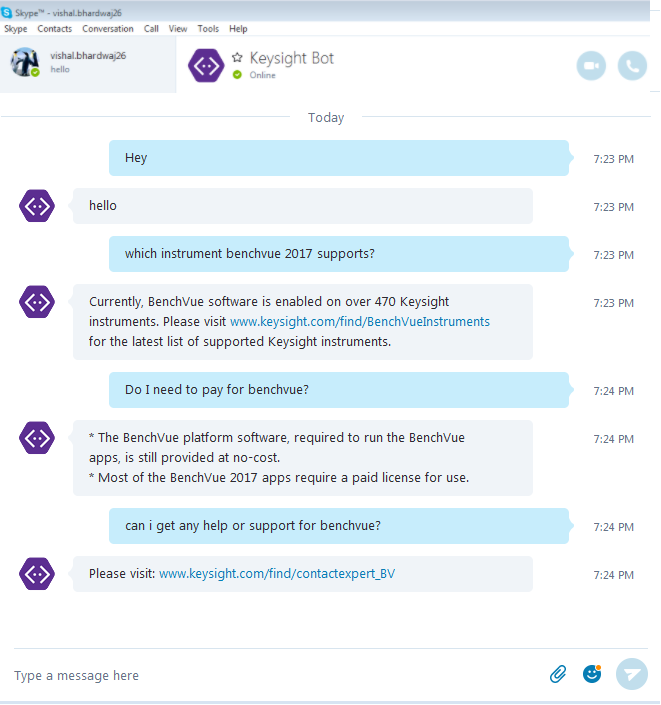 Skype™ - vishal.bhardwaj26
Skype Contacts Conversation Call View Tools Help
vishal.bhardwaj26
hello
Keysight Bot
Online
Today
Hey
7:23 PM
hello
7:23 PM
which instrument benchvue 2017 supports?
7:23 PM
Currently, BenchVue software is enabled on over 470 Keysight
7:23 PM
instruments. Please visit www.keysight.com/find/BenchVueInstruments
for the latest list of supported Keysight instruments.
Do I need to pay for benchvue?
7:24 PM
* The BenchVue platform software, required to run the BenchVue
7:24 PM
apps, is still provided at no-cost.
* Most of the BenchVue 2017 apps require a paid license for use.
can i get any help or support for benchvue?
7:24 PM
Please visit: www.keysight.com/find/contactexpert_BV
7:24 PM
Type a message here